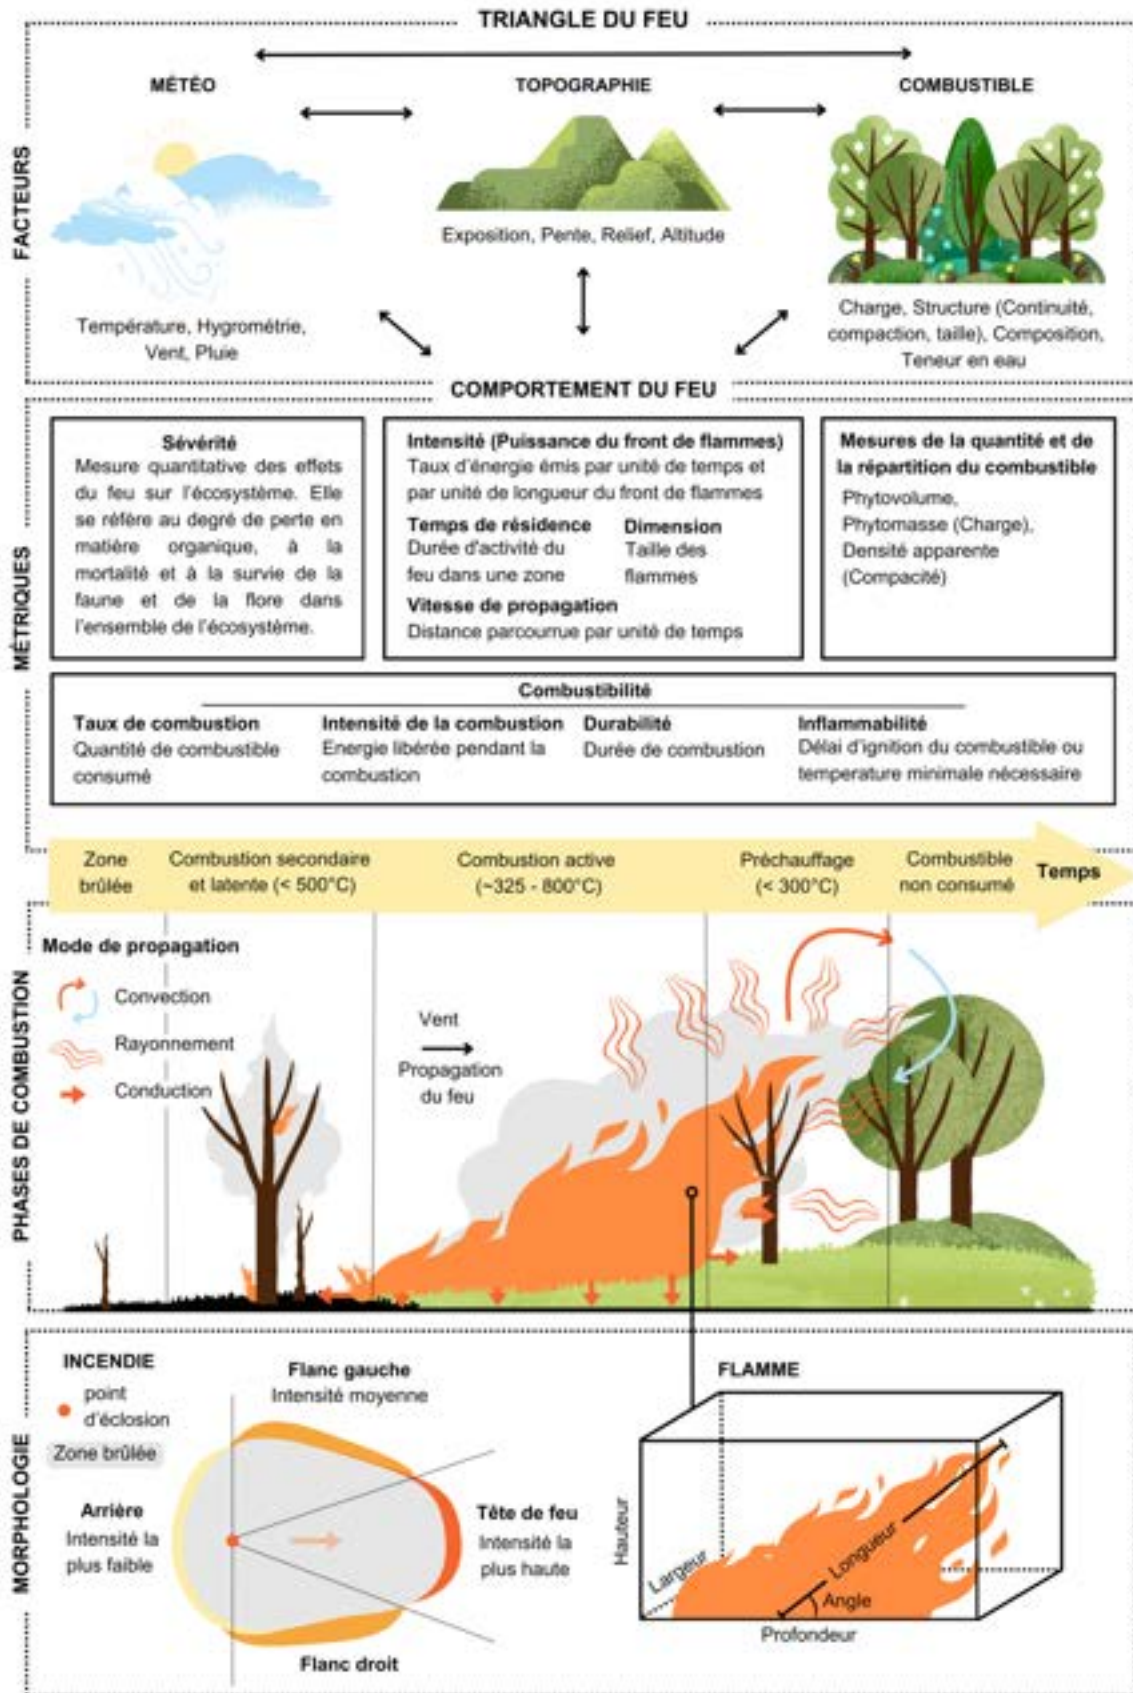 TRIANGLE DU FEU
FACTEURS
MÉTÉO
TOPOGRAPHIE
COMBUSTIBLE
Exposition, Pente, Relief, Altitude
Température, Hygrométrie,
Vent, Pluie
Charge, Structure (Continuité,
compaction, taille), Composition,
Teneur en eau
COMPORTEMENT DU FEU
MÉTRIQUES
Sévérité
Mesure quantitative des effets
du feu sur l'écosystème. Elle
se réfère au degré de perte en
matière organique, à la
mortalité et à la survie de la
faune et de la flore dans
l'ensemble de l'écosystème.
Intensité (Puissance du front de flammes)
Taux d'énergie émis par unité de temps et
par unité de longueur du front de flammes
Temps de résidence
Durée d'activité du
feu dans une zone
Dimension
Taille des
flammes
Vitesse de propagation
Distance parcourrue par unité de temps
Mesures de la quantité et de
la répartition du combustible
Phytovolume,
Phytomasse (Charge),
Densité apparente
(Compacité)
Combustibilité
Taux de combustion
Quantité de combustible
consumé
Intensité de la combustion
Energie libérée pendant la
combustion
Durabilité
Durée de combustion
Inflammabilité
Délai d'ignition du combustible ou
temperature minimale nécessaire
Zone
brûlée
Combustion secondaire
et latente (< 500°C)
Combustion active
(~325 - 800°C)
Préchauffage
(< 300°C)
Combustible
non consumé
Temps
PHASES DE COMBUSTION
Mode de propagation
Convection
Rayonnement
Conduction
Vent
Propagation
du feu
MORPHOLOGIE
INCENDIE
point
d'éclosion
Zone brûlée
Flanc gauche
Intensité moyenne
Arrière
Intensité la
plus faible
Tête de feu
Intensité la
plus haute
Flanc droit
FLAMME
Hauteur
Largeur
Longueur
Angle
Profondeur